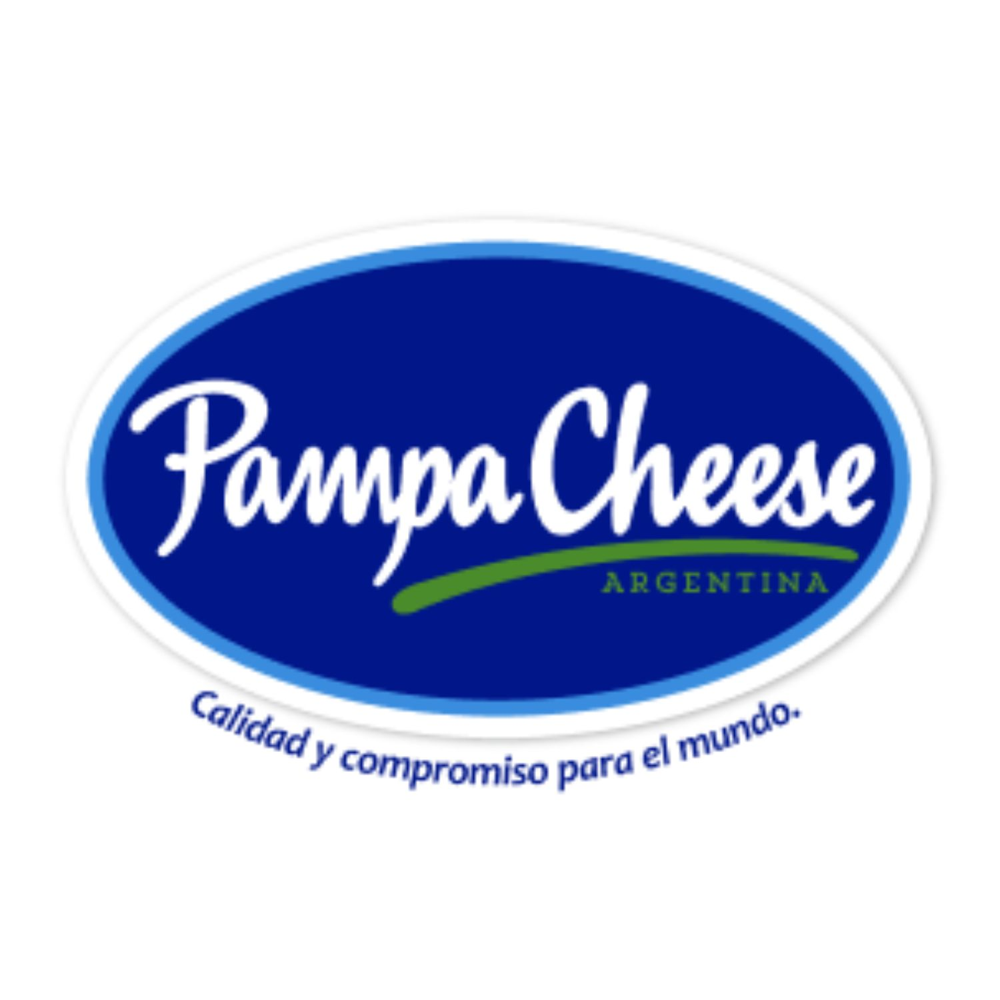 Pampa Cheese
ARGENTINA
Calidad y compromiso para el mundo.